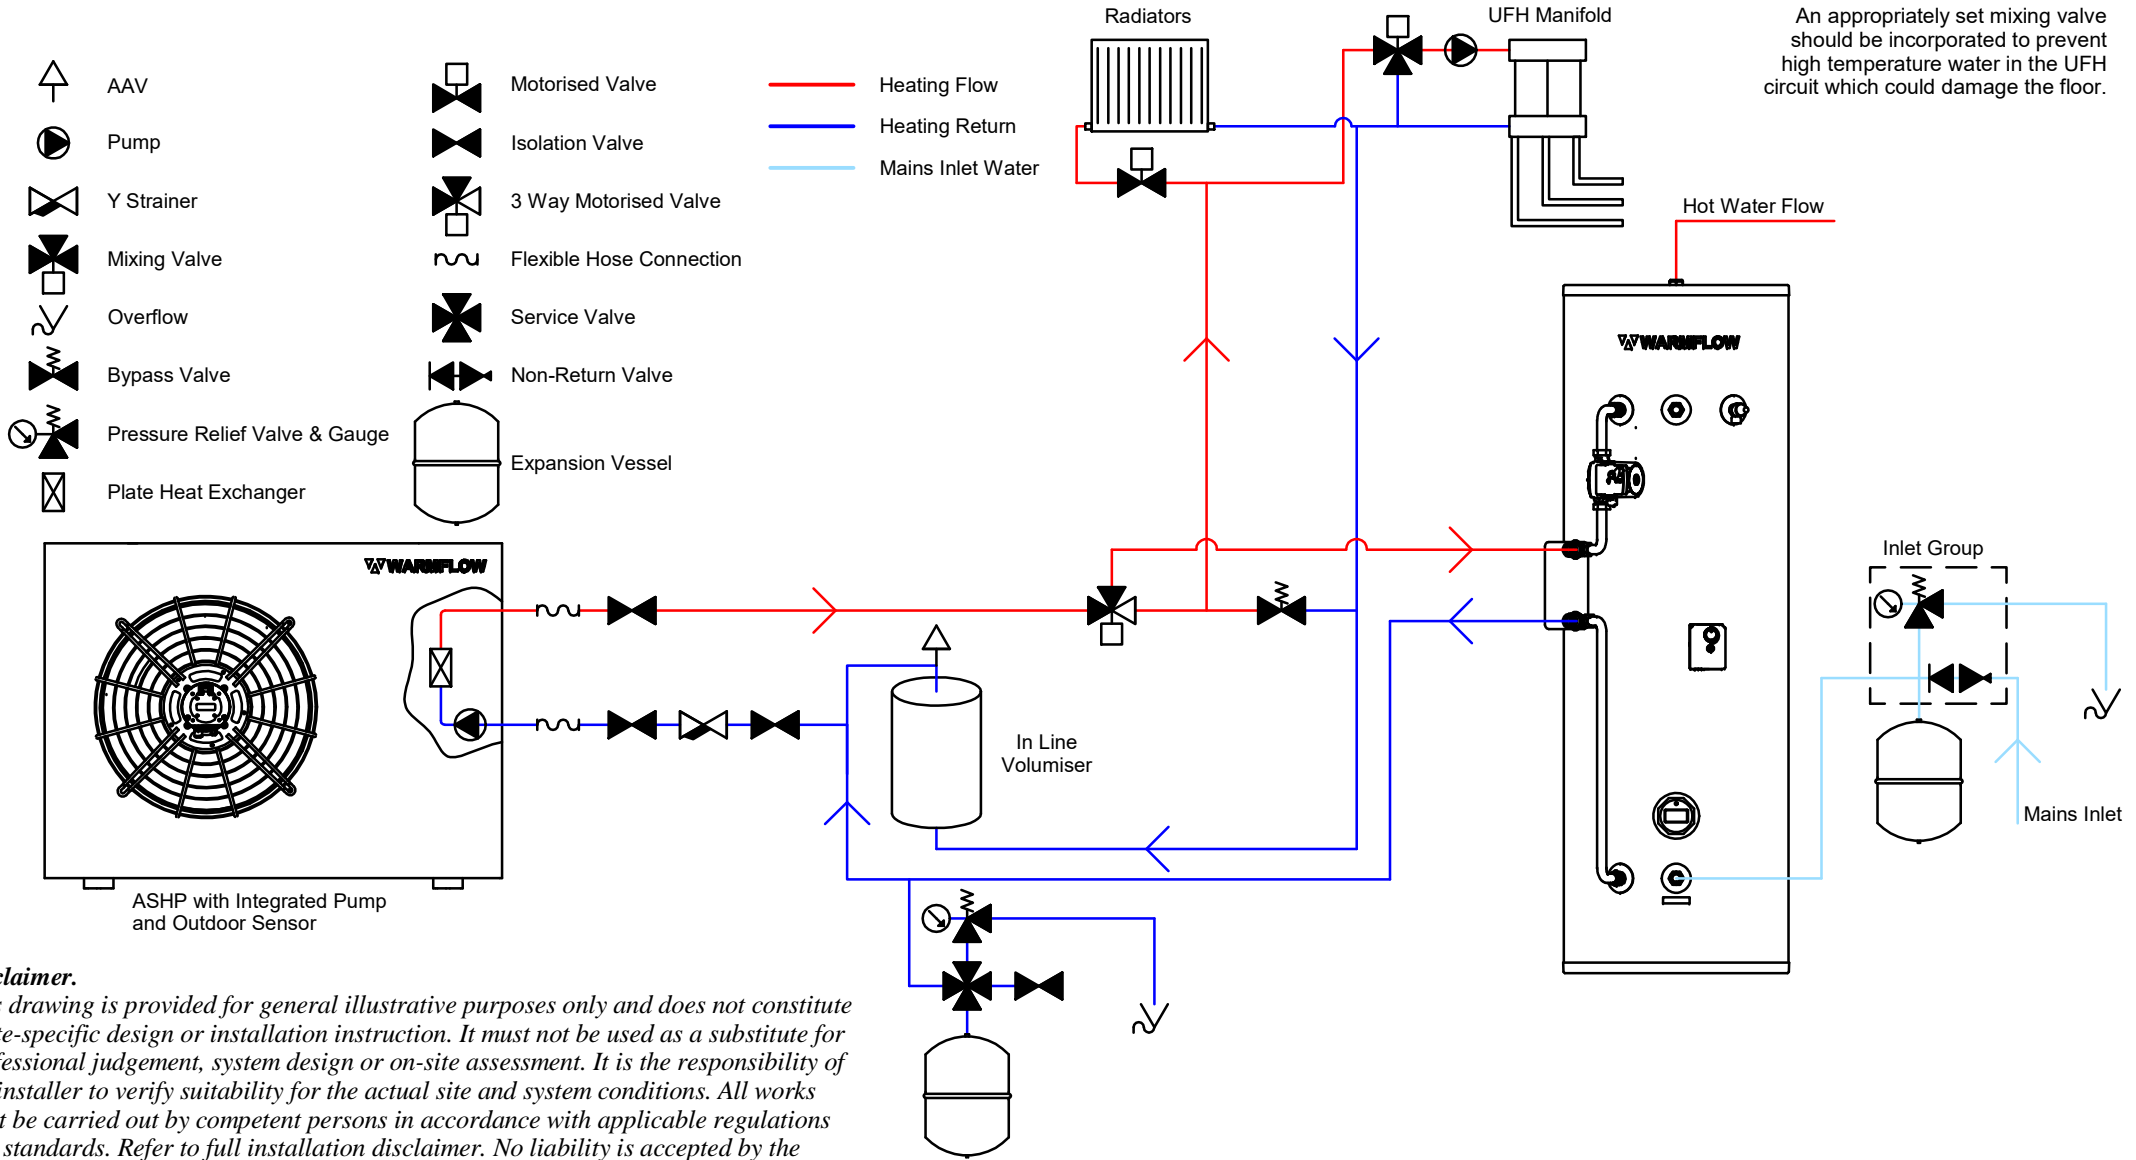 AAV
Pump
Y Strainer
Mixing Valve
Overflow
Bypass Valve
Pressure Relief Valve & Gauge
Plate Heat Exchanger
Motorised Valve
Isolation Valve
3 Way Motorised Valve
Flexible Hose Connection
Service Valve
Non-Return Valve
Expansion Vessel
Heating Flow
Heating Return
Mains Inlet Water
Radiators
UFH Manifold
An appropriately set mixing valve
should be incorporated to prevent
high temperature water in the UFH
circuit which could damage the floor.
Hot Water Flow
WARMFLOW
WARMFLOW
Inlet Group
Mains Inlet
In Line
Volumiser
ASHP with Integrated Pump
and Outdoor Sensor
claimer.
s drawing is provided for general illustrative purposes only and does not constitute
te-specific design or installation instruction. It must not be used as a substitute for
fessional judgement, system design or on-site assessment. It is the responsibility of
installer to verify suitability for the actual site and system conditions. All works
t be carried out by competent persons in accordance with applicable regulations
standards. Refer to full installation disclaimer. No liability is accepted by the